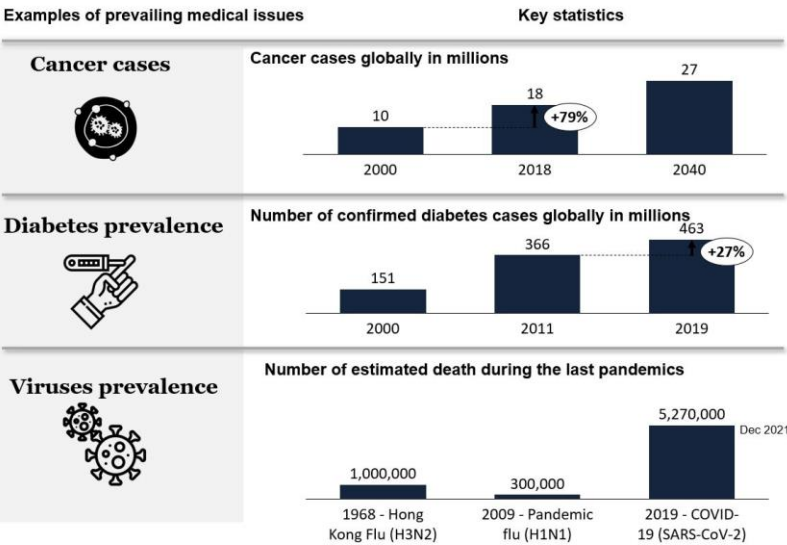 Examples of prevailing medical issues
Key statistics
Cancer cases
Cancer cases globally in millions
10
18
27
+79%
2000
2018
2040
Diabetes prevalence
Number of confirmed diabetes cases globally in millions
151
366
463
+27%
2000
2011
2019
Viruses prevalence
Number of estimated death during the last pandemics
1,000,000
300,000
5,270,000
Dec 2021
1968 - Hong
Kong Flu (H3N2)
2009 - Pandemic
flu (H1N1)
2019 - COVID-
19 (SARS-CoV-2)